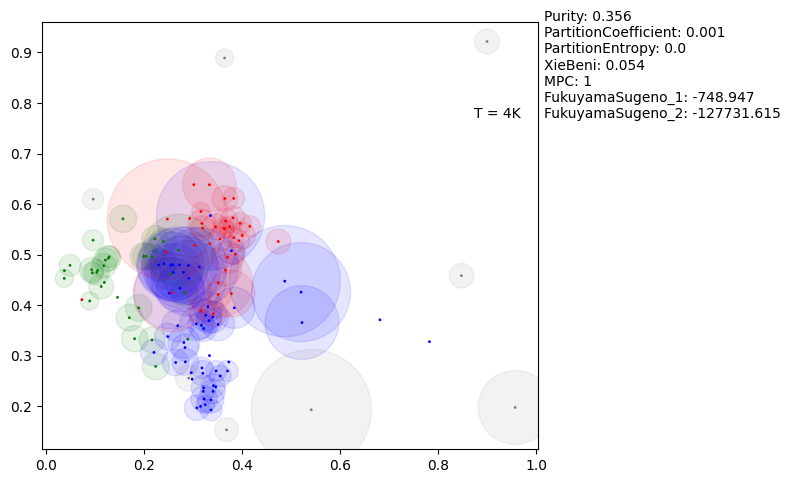 Purity: 0.356
PartitionCoefficient: 0.001
PartitionEntropy: 0.0
XieBeni: 0.054
MPC: 1
FukuyamaSugeno_1: -748.947
FukuyamaSugeno_2: -127731.615
T = 4K
0.9
0.8
0.7
0.6
0.5
0.4
0.3
0.2
0.0 0.2 0.4 0.6 0.8 1.0